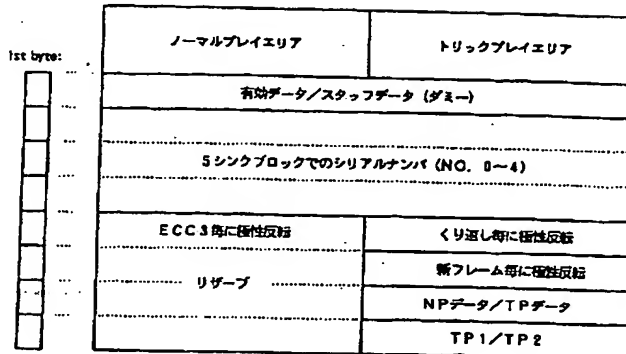 ノーマルプレイエリア
トリックプレイエリア
1st byte:
有効データ／スタッフデータ（ダミー）
5シンクブロックでのシリアルナンバ（NO．0〜4）
ECC3毎に極性反転
くり返し毎に極性反転
新フレーム毎に極性反転
リザーブ
NPデータ／TPデータ
TP1／TP2